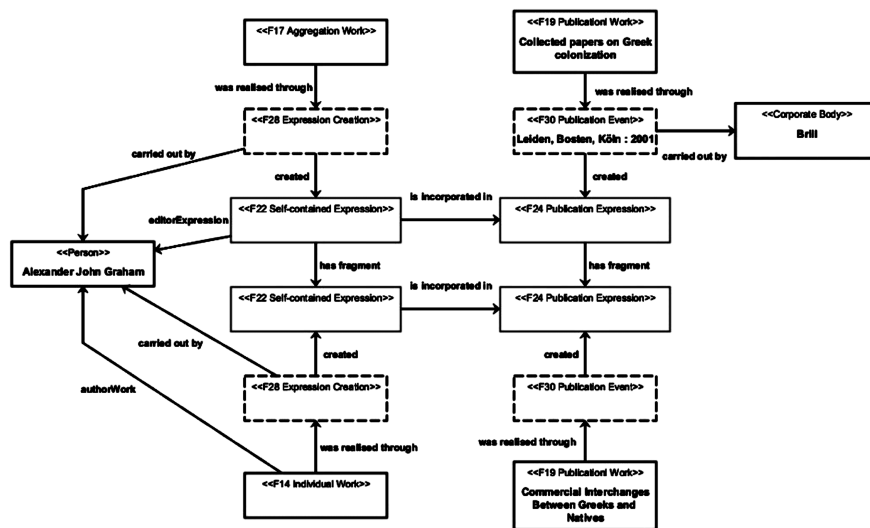 <<F17 Aggregation Work>>
<<F19 Publicationl Work>>
Collected papers on Greek
colonization
was realised through
was realised through
<<F28 Expression Creation>>
<<F30 Publication Event>>
Leiden, Bosten, Köln : 2001
<<Corporate Body>>
Brill
carried out by
carried out by
created
created
is incorporated in
<<F22 Self-contained Expression>>
<<F24 Publication Expression>>
editorExpression
<<Person>>
Alexander John Graham
has fragment
has fragment
is incorporated in
<<F22 Self-contained Expression>>
<<F24 Publication Expression>>
carried out by
created
created
authorWork
<<F28 Expression Creation>>
<<F30 Publication Event>>
was realised through
was realised through
<<F14 Individual Work>>
<<F19 Publicationl Work>>
Commercial Interchanges
Between Greeks and
Natives